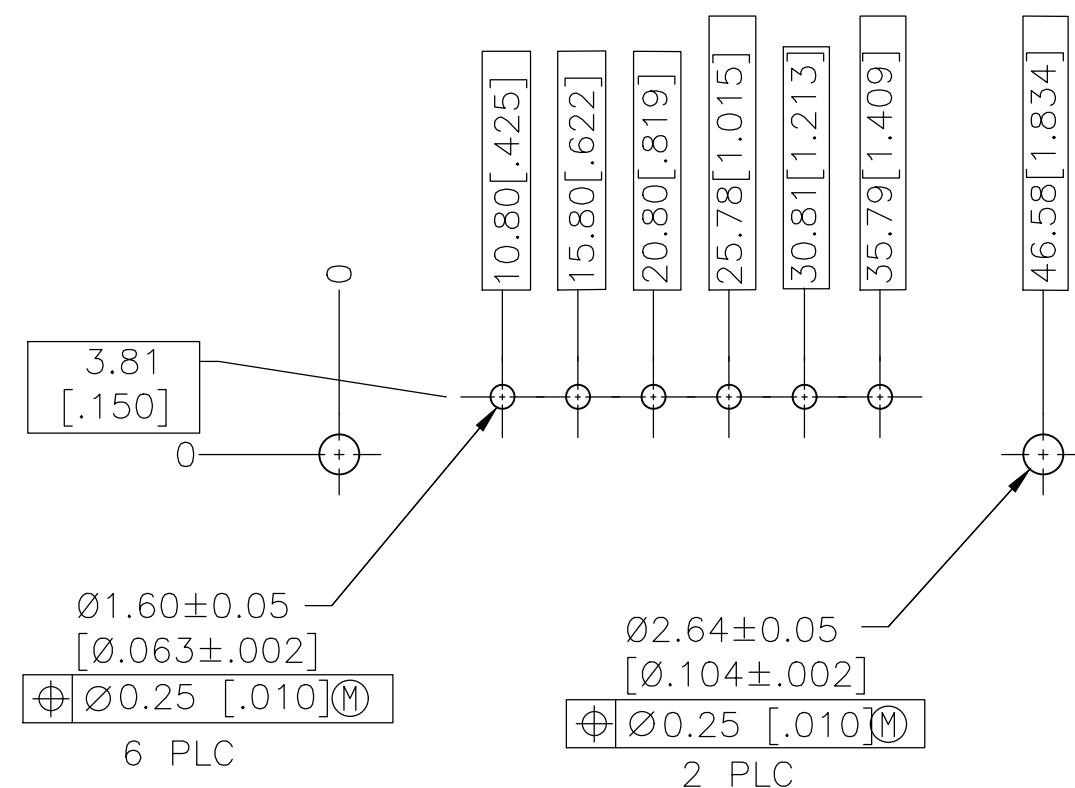 10.80[.425]
15.80[.622]
20.80[.819]
25.78[1.015]
30.81[1.213]
35.79[1.409]
46.58[1.834]
0
3.81
[.150]
0
Ø1.60±0.05
[Ø.063±.002]
⌖ Ø0.25 [.010]Ⓜ
6 PLC
Ø2.64±0.05
[Ø.104±.002]
⌖ Ø0.25 [.010]Ⓜ
2 PLC